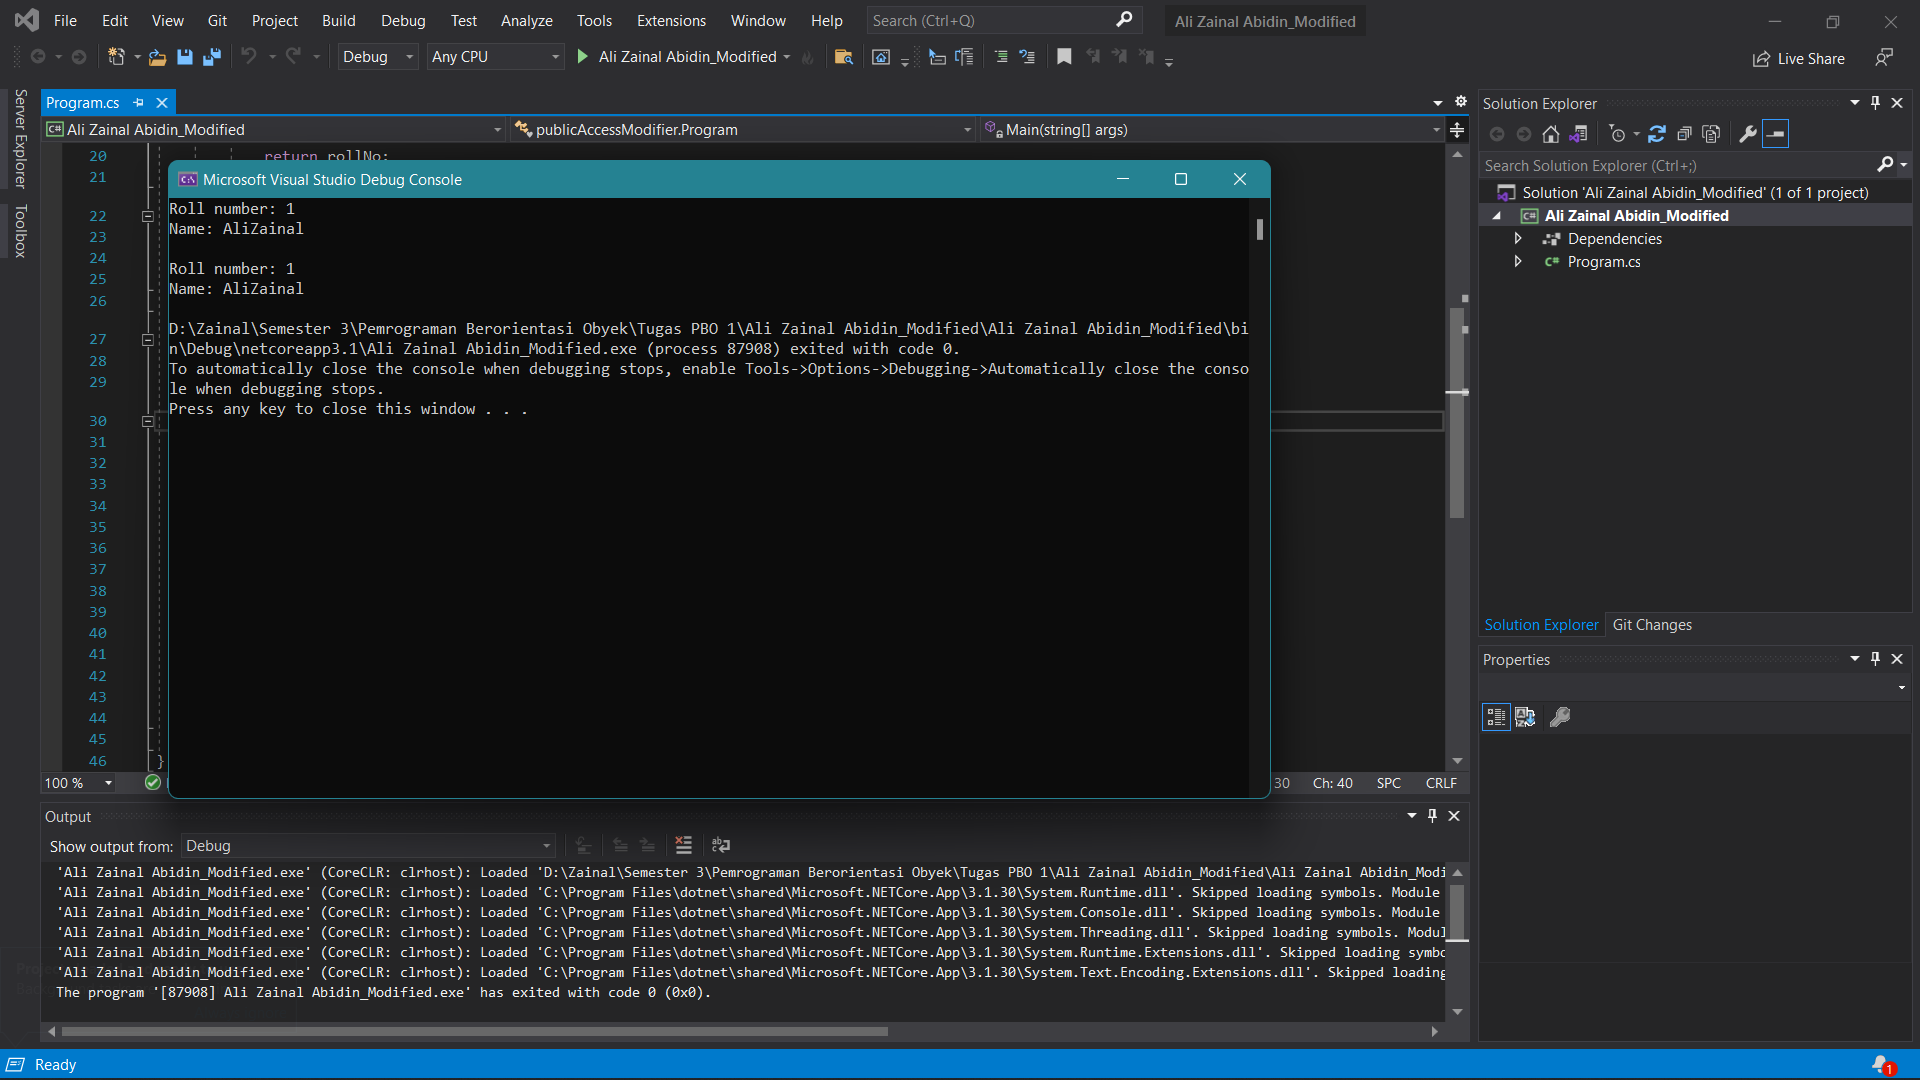 File Edit View Git Project Build Debug Test Analyze Tools Extensions Window Help Search (Ctrl+Q) Ali Zainal Abidin_Modified
Debug Any CPU Ali Zainal Abidin_Modified Live Share
Server Explorer
Toolbox
Program.cs
Ali Zainal Abidin_Modified publicAccessModifier.Program Main(string[] args)
20 return rollNo;
21
22
23
24
25
26
27
28
29
30
31
32
33
34
35
36
37
38
39
40
41
42
43
44
45
46 }
Microsoft Visual Studio Debug Console
Roll number: 1
Name: AliZainal
Roll number: 1
Name: AliZainal
D:\Zainal\Semester 3\Pemrograman Berorientasi Obyek\Tugas PBO 1\Ali Zainal Abidin_Modified\Ali Zainal Abidin_Modified\bi
n\Debug\netcoreapp3.1\Ali Zainal Abidin_Modified.exe (process 87908) exited with code 0.
To automatically close the console when debugging stops, enable Tools->Options->Debugging->Automatically close the conso
le when debugging stops.
Press any key to close this window . . .
100 % 30 Ch: 40 SPC CRLF
Output
Show output from: Debug
'Ali Zainal Abidin_Modified.exe' (CoreCLR: clrhost): Loaded 'D:\Zainal\Semester 3\Pemrograman Berorientasi Obyek\Tugas PBO 1\Ali Zainal Abidin_Modified\Ali Zainal Abidin_Modi
'Ali Zainal Abidin_Modified.exe' (CoreCLR: clrhost): Loaded 'C:\Program Files\dotnet\shared\Microsoft.NETCore.App\3.1.30\System.Runtime.dll'. Skipped loading symbols. Module
'Ali Zainal Abidin_Modified.exe' (CoreCLR: clrhost): Loaded 'C:\Program Files\dotnet\shared\Microsoft.NETCore.App\3.1.30\System.Console.dll'. Skipped loading symbols. Module
'Ali Zainal Abidin_Modified.exe' (CoreCLR: clrhost): Loaded 'C:\Program Files\dotnet\shared\Microsoft.NETCore.App\3.1.30\System.Threading.dll'. Skipped loading symbols. Modul
'Ali Zainal Abidin_Modified.exe' (CoreCLR: clrhost): Loaded 'C:\Program Files\dotnet\shared\Microsoft.NETCore.App\3.1.30\System.Runtime.Extensions.dll'. Skipped loading symbo
'Ali Zainal Abidin_Modified.exe' (CoreCLR: clrhost): Loaded 'C:\Program Files\dotnet\shared\Microsoft.NETCore.App\3.1.30\System.Text.Encoding.Extensions.dll'. Skipped loading
The program '[87908] Ali Zainal Abidin_Modified.exe' has exited with code 0 (0x0).
Solution Explorer
Search Solution Explorer (Ctrl+;)
Solution 'Ali Zainal Abidin_Modified' (1 of 1 project)
Ali Zainal Abidin_Modified
Dependencies
C# Program.cs
Solution Explorer Git Changes
Properties
Ready 1